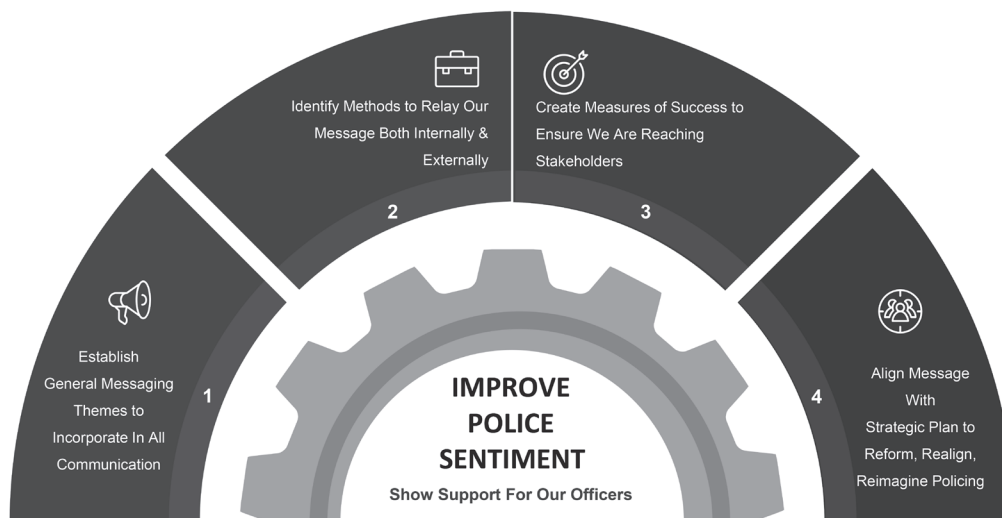 Establish
General Messaging
Themes to
Incorporate In All
Communication
1
Identify Methods to Relay Our
Message Both Internally &
Externally
2
Create Measures of Success to
Ensure We Are Reaching
Stakeholders
3
Align Message
With
Strategic Plan to
Reform, Realign,
Reimagine Policing
4
IMPROVE
POLICE
SENTIMENT
Show Support For Our Officers